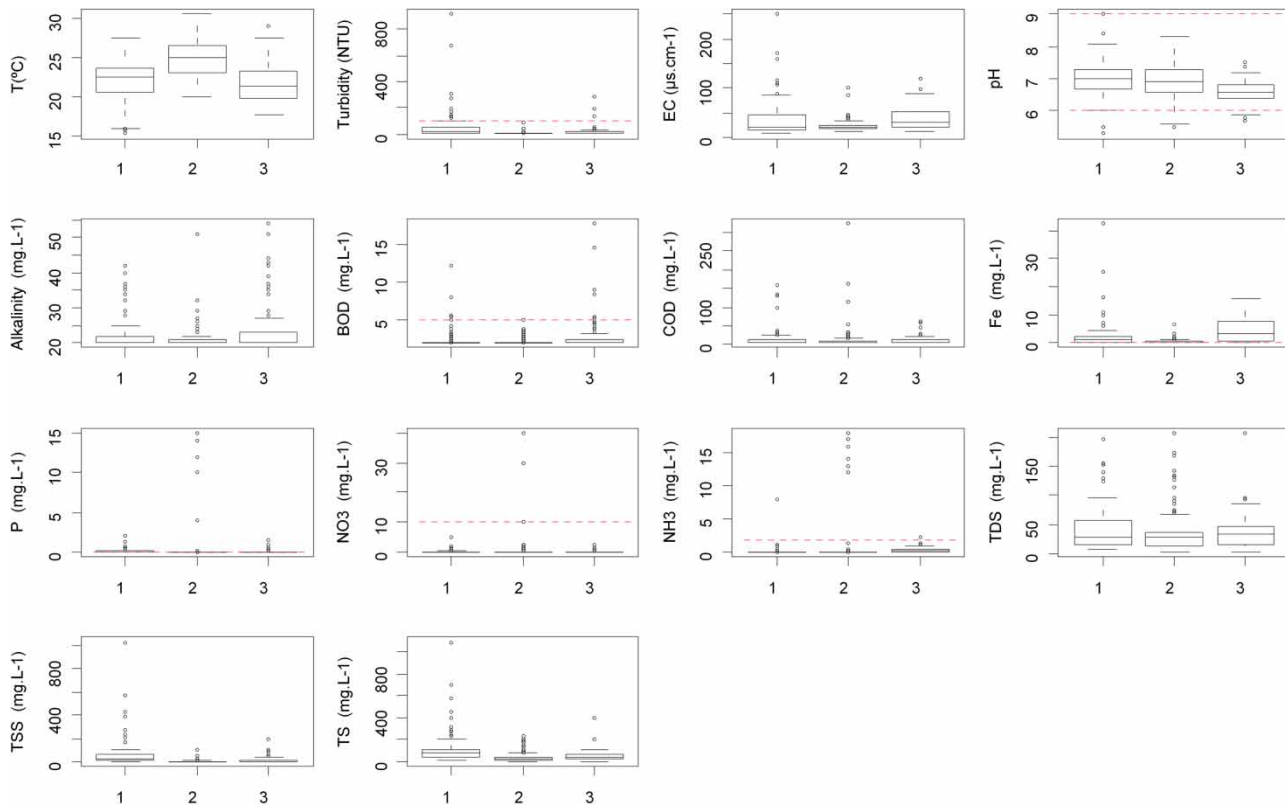 T(ºC)
30
25
20
15
1 2 3
Turbidity (NTU)
800
400
0
1 2 3
EC (µs.cm-1)
200
100
50
0
1 2 3
pH
9
8
7
6
1 2 3
Alkalinity (mg.L-1)
50
40
30
20
1 2 3
BOD (mg.L-1)
15
10
5
1 2 3
COD (mg.L-1)
250
100
0
1 2 3
Fe (mg.L-1)
30
10
0
1 2 3
P (mg.L-1)
15
10
5
0
1 2 3
NO3 (mg.L-1)
30
10
0
1 2 3
NH3 (mg.L-1)
15
10
5
0
1 2 3
TDS (mg.L-1)
150
50
0
1 2 3
TSS (mg.L-1)
800
400
0
1 2 3
TS (mg.L-1)
800
400
0
1 2 3